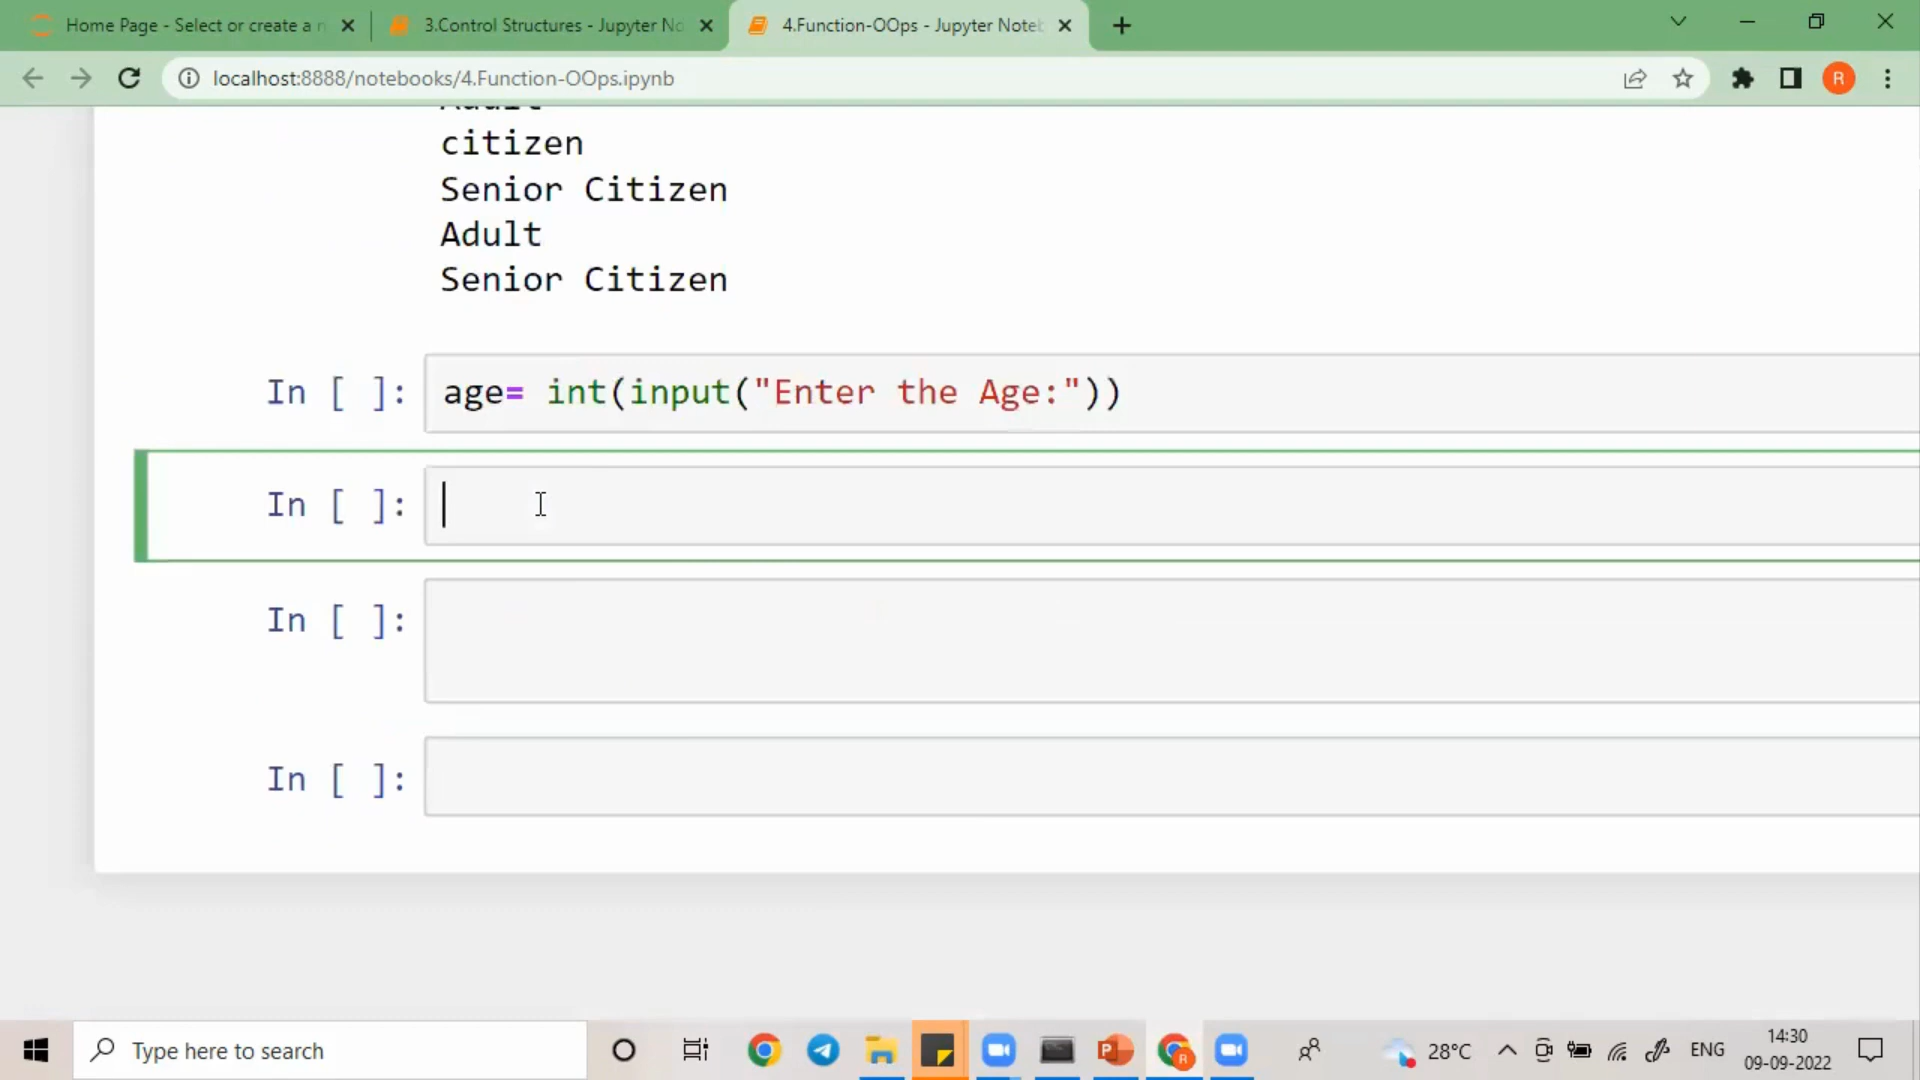 Home Page - Select or create a n
3.Control Structures - Jupyter No
4.Function-OOps - Jupyter Noteb
localhost:8888/notebooks/4.Function-OOps.ipynb
R
Adult
citizen
Senior Citizen
Adult
Senior Citizen
In [ ]: age= int(input("Enter the Age:"))
In [ ]:
In [ ]:
In [ ]:
Type here to search
28°C
ENG
14:30
09-09-2022